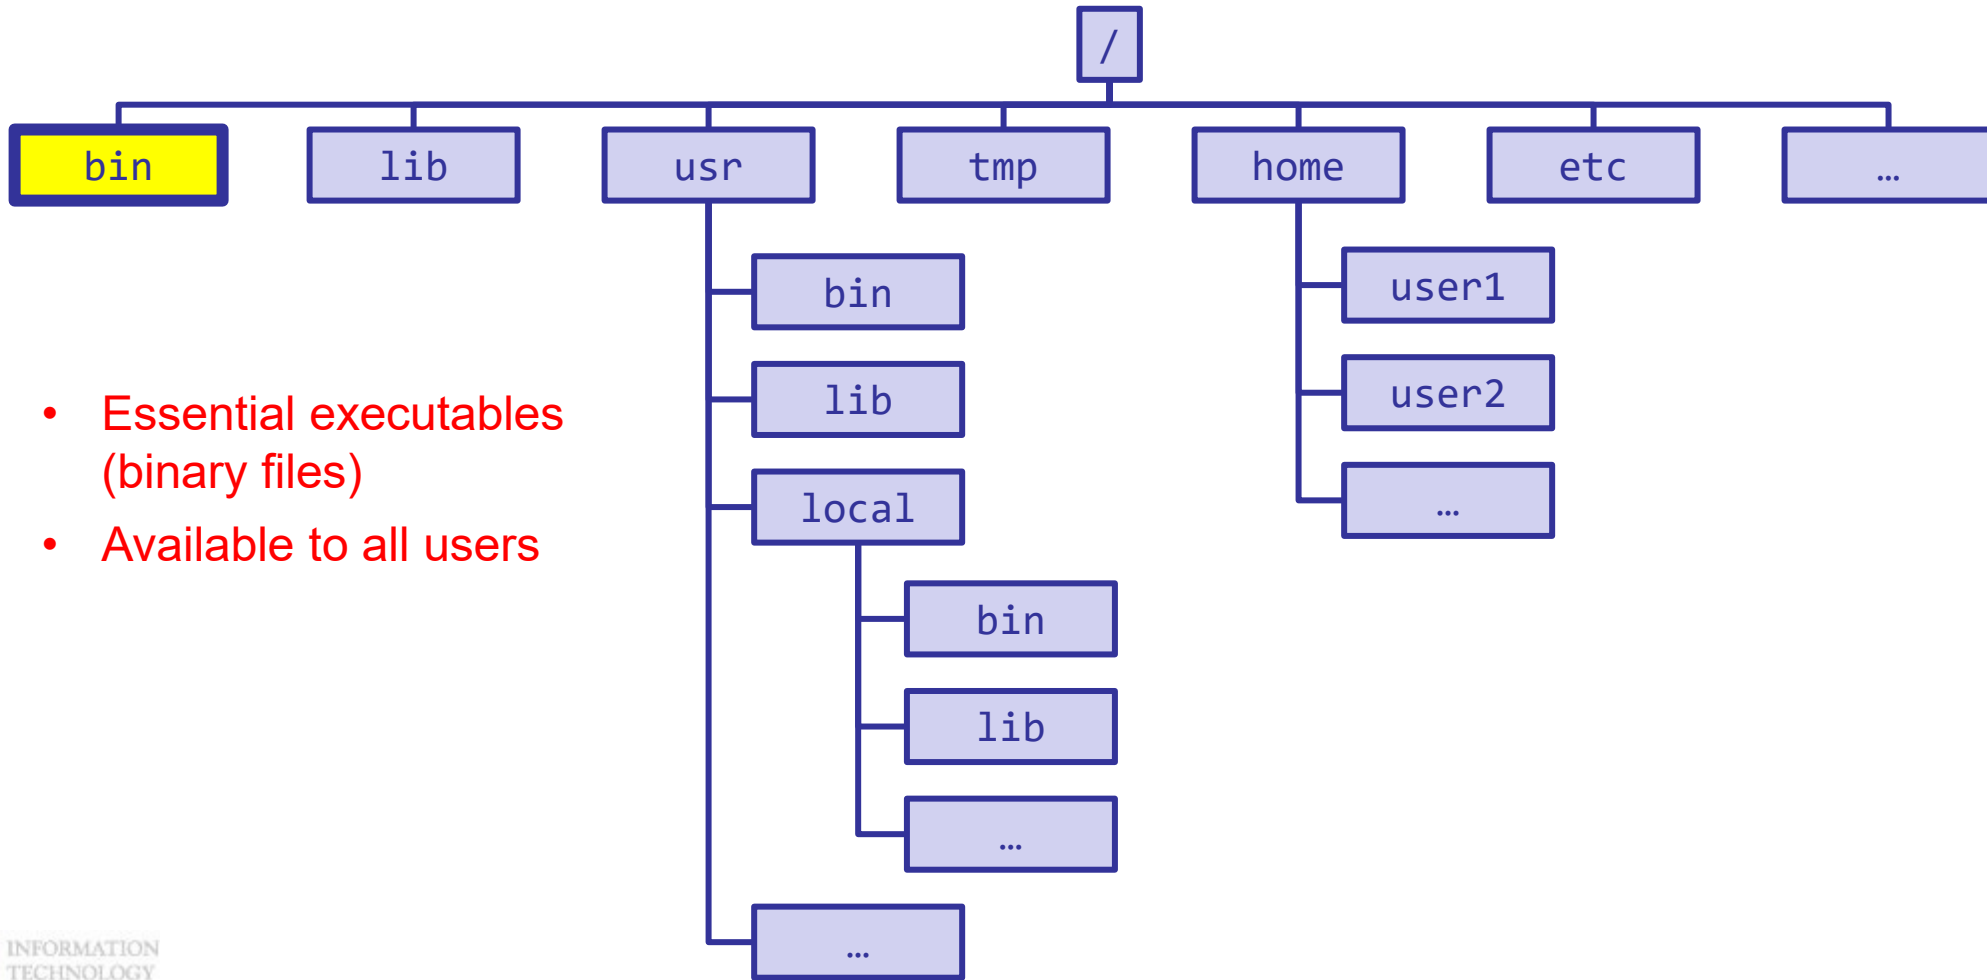 /
bin
lib
usr
tmp
home
etc
…
bin
lib
local
bin
lib
…
…
user1
user2
…
• Essential executables
(binary files)
• Available to all users
INFORMATION
TECHNOLOGY